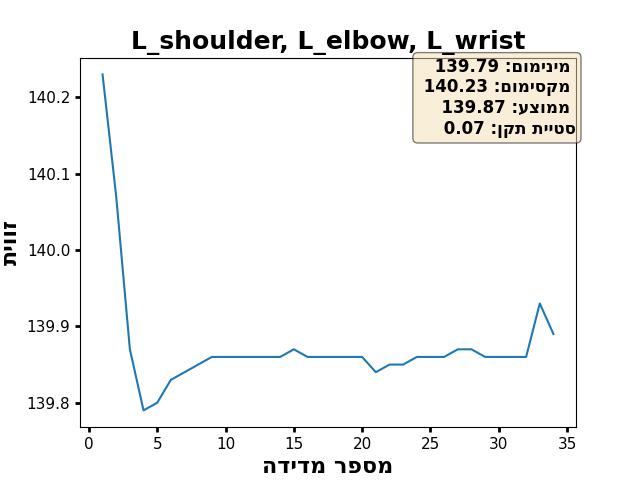 L_shoulder, L_elbow, L_wrist
מינימום: 139.79
מקסימום: 140.23
ממוצע: 139.87
סטיית תקן: 0.07
140.2
140.1
140.0
139.9
139.8
זווית
0 5 10 15 20 25 30 35
מספר מדידה